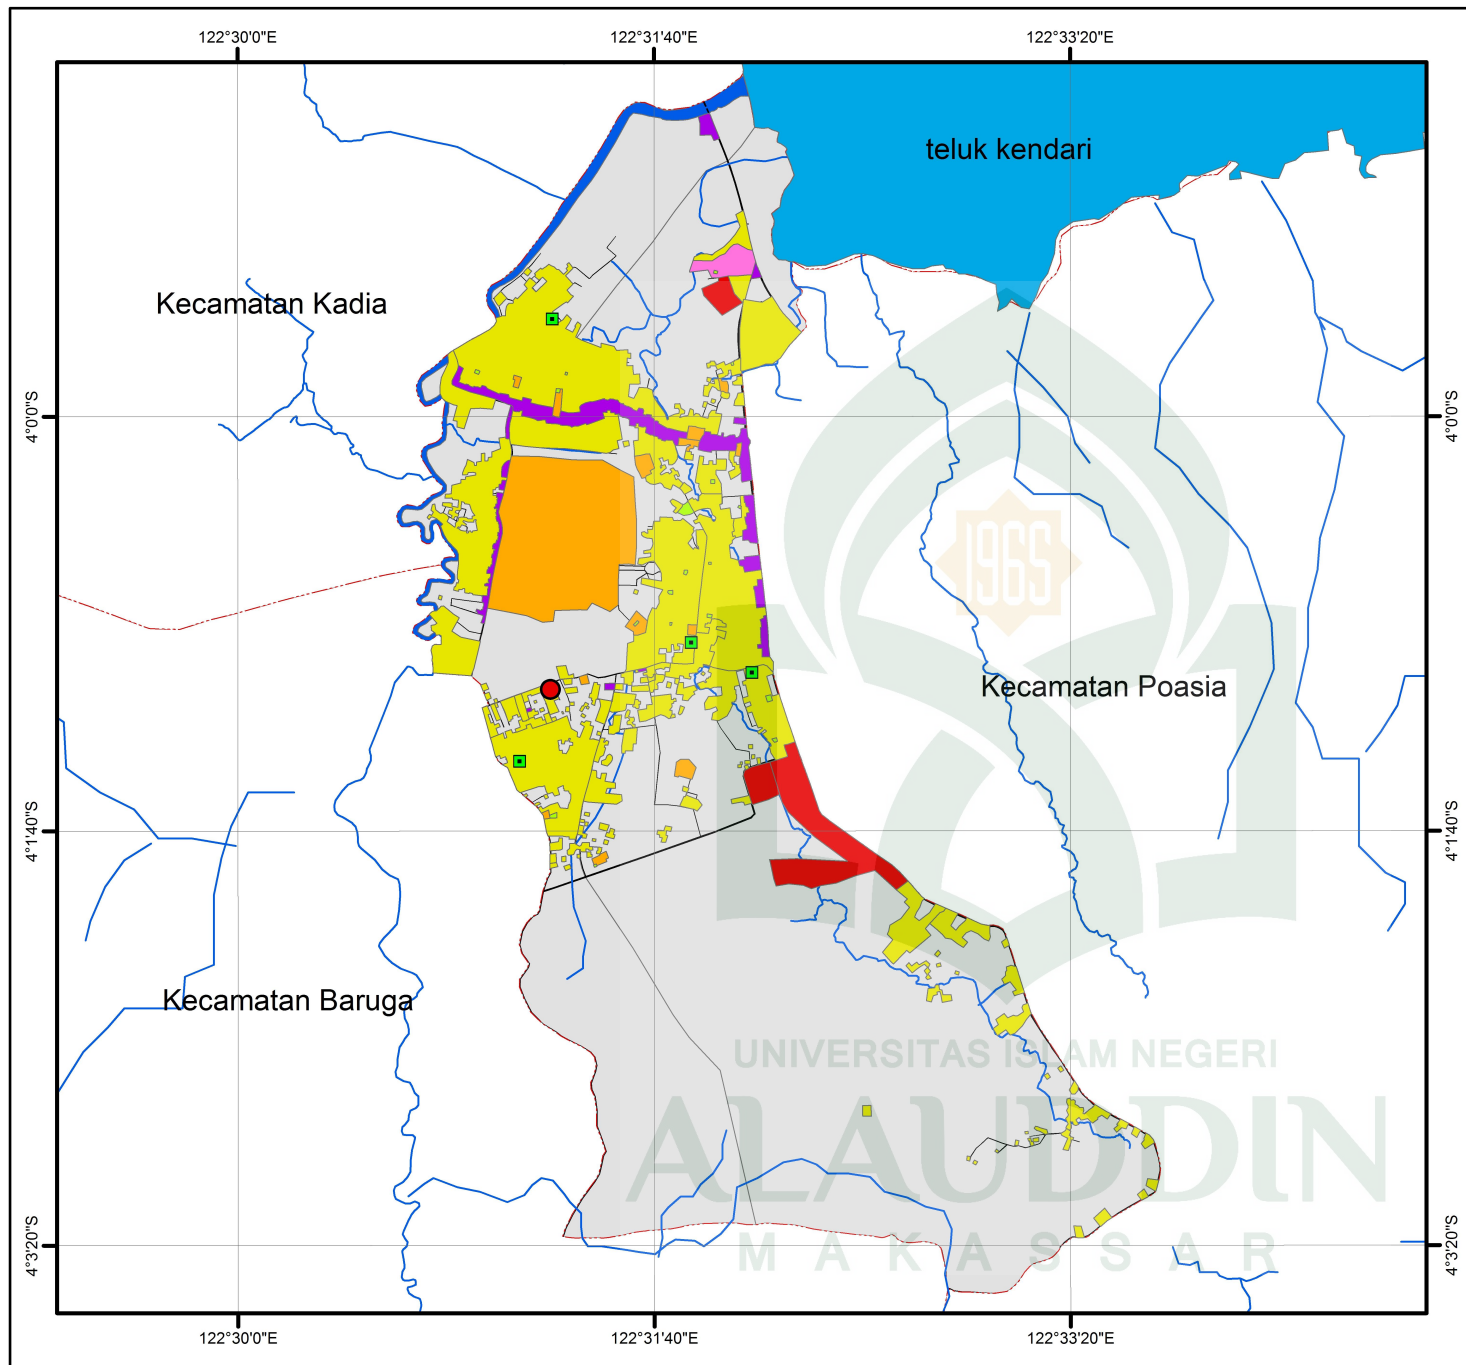 122°30'0"E 122°31'40"E 122°33'20"E
teluk kendari
Kecamatan Kadia
4°0'0"S 4°0'0"S
1965
Kecamatan Poasia
4°1'40"S 4°1'40"S
Kecamatan Baruga
UNIVERSITAS ISLAM NEGERI
ALAUDDIN
4°3'20"S 4°3'20"S
MAKASSAR
122°30'0"E 122°31'40"E 122°33'20"E